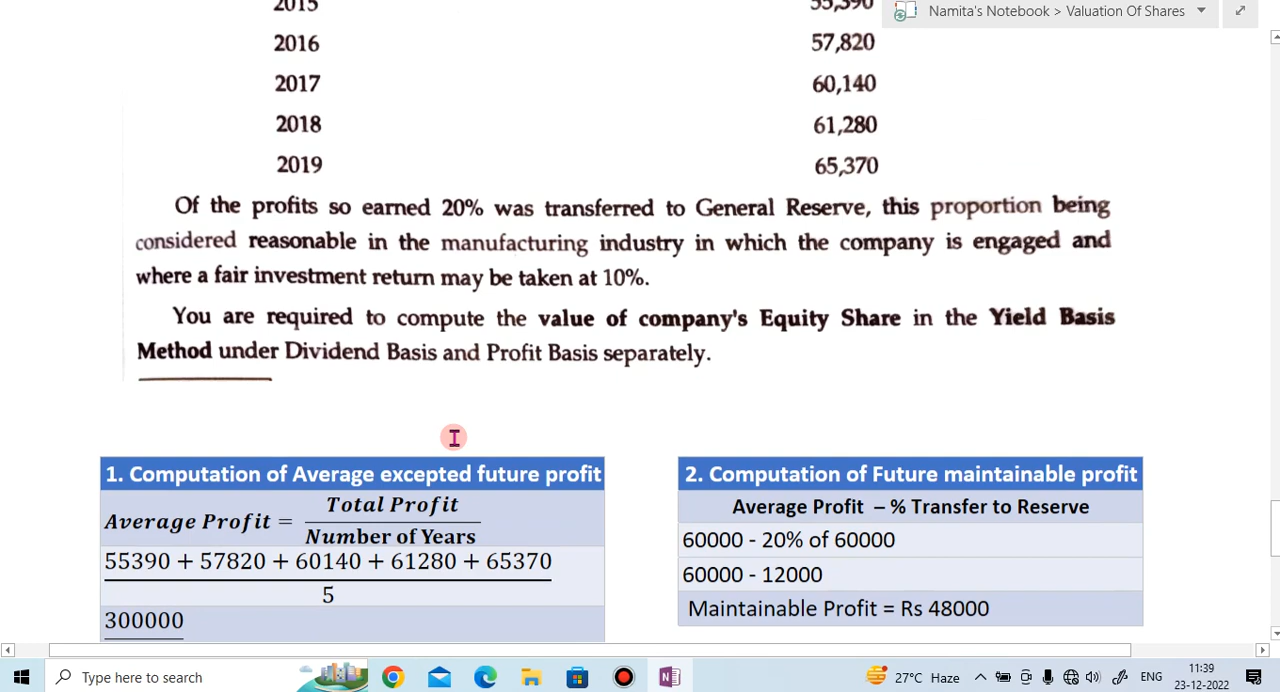 2015 55,390
Namita's Notebook > Valuation Of Shares
2016 57,820
2017 60,140
2018 61,280
2019 65,370
Of the profits so earned 20% was transferred to General Reserve, this proportion being
considered reasonable in the manufacturing industry in which the company is engaged and
where a fair investment return may be taken at 10%.
You are required to compute the value of company's Equity Share in the Yield Basis
Method under Dividend Basis and Profit Basis separately.
1. Computation of Average excepted future profit
Average Profit = Total Profit
Number of Years
55390 + 57820 + 60140 + 61280 + 65370
5
300000
2. Computation of Future maintainable profit
Average Profit – % Transfer to Reserve
60000 - 20% of 60000
60000 - 12000
Maintainable Profit = Rs 48000
Type here to search
27°C Haze
ENG
11:39
23-12-2022